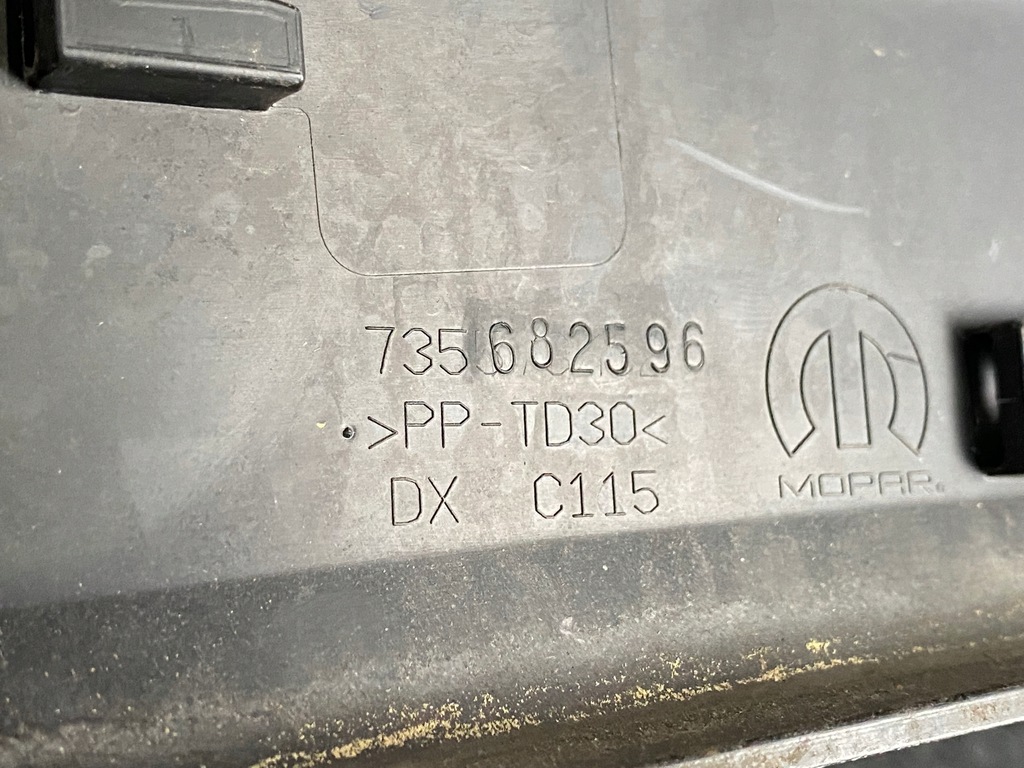 735682596
>PP-TD30<
DX C115
MOPAR®